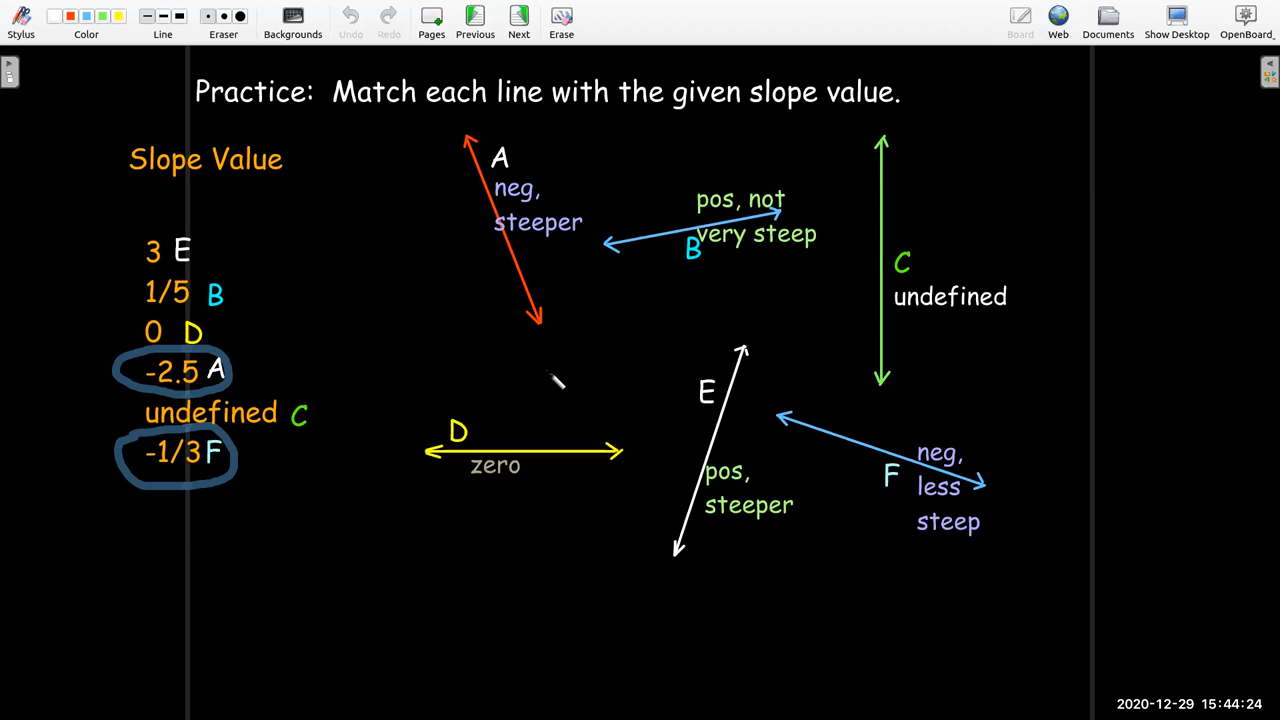 Stylus
Color
Line
Eraser
Backgrounds
Undo
Redo
Pages
Previous
Next
Erase
Board
Web
Documents
Show Desktop
OpenBoard
Practice:  Match each line with the given slope value.
Slope Value
3 E
1/5 B
0 D
-2.5 A
undefined C
-1/3 F
A
neg,
steeper
pos, not
very steep
B
C
undefined
D
zero
E
pos,
steeper
F
neg,
less
steep
2020-12-29 15:44:24